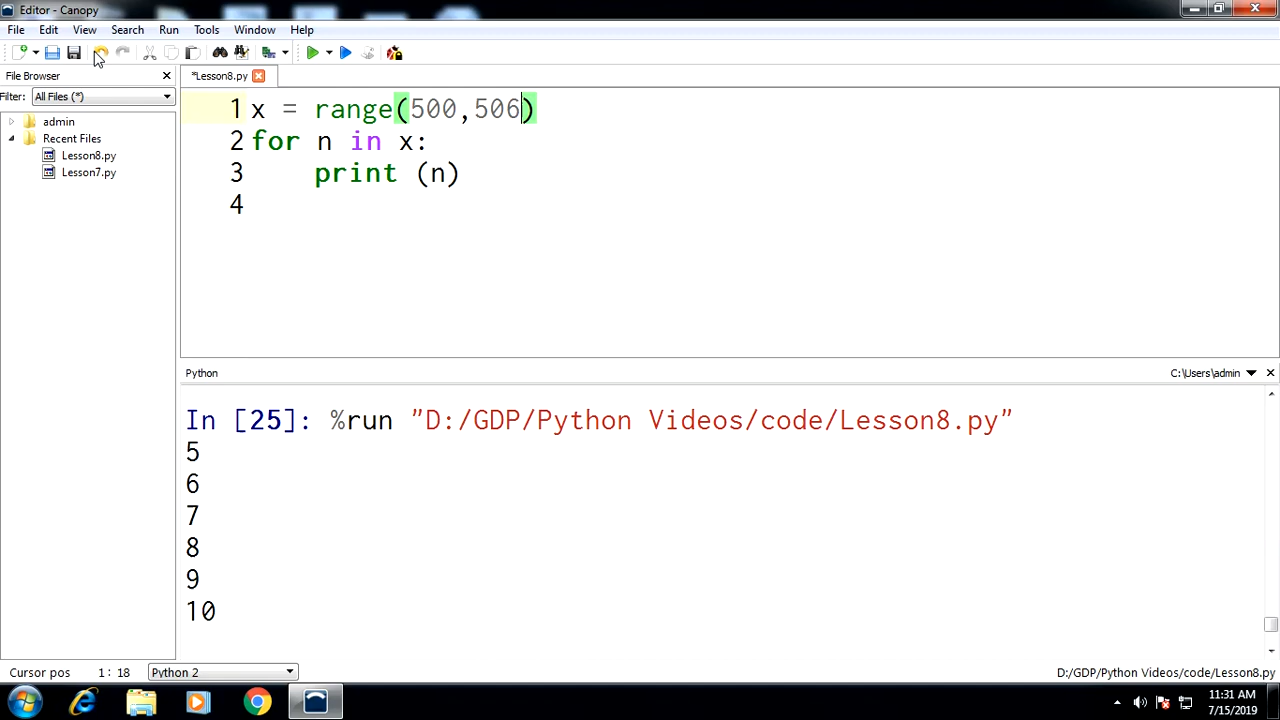 Editor - Canopy
File Edit View Search Run Tools Window Help
File Browser
*Lesson8.py
Filter: All Files (*)
admin
Recent Files
Lesson8.py
Lesson7.py
1 x = range(500,506)
2 for n in x:
3 print (n)
4
Python
C:\Users\admin
In [25]: %run "D:/GDP/Python Videos/code/Lesson8.py"
5
6
7
8
9
10
Cursor pos 1: 18 Python 2 D:/GDP/Python Videos/code/Lesson8.py
11:31 AM
7/15/2019